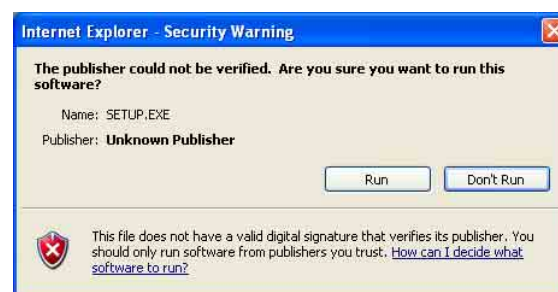 Internet Explorer - Security Warning
The publisher could not be verified. Are you sure you want to run this
software?
Name: SETUP.EXE
Publisher: Unknown Publisher
Run Don't Run
This file does not have a valid digital signature that verifies its publisher. You
should only run software from publishers you trust. How can I decide what
software to run?